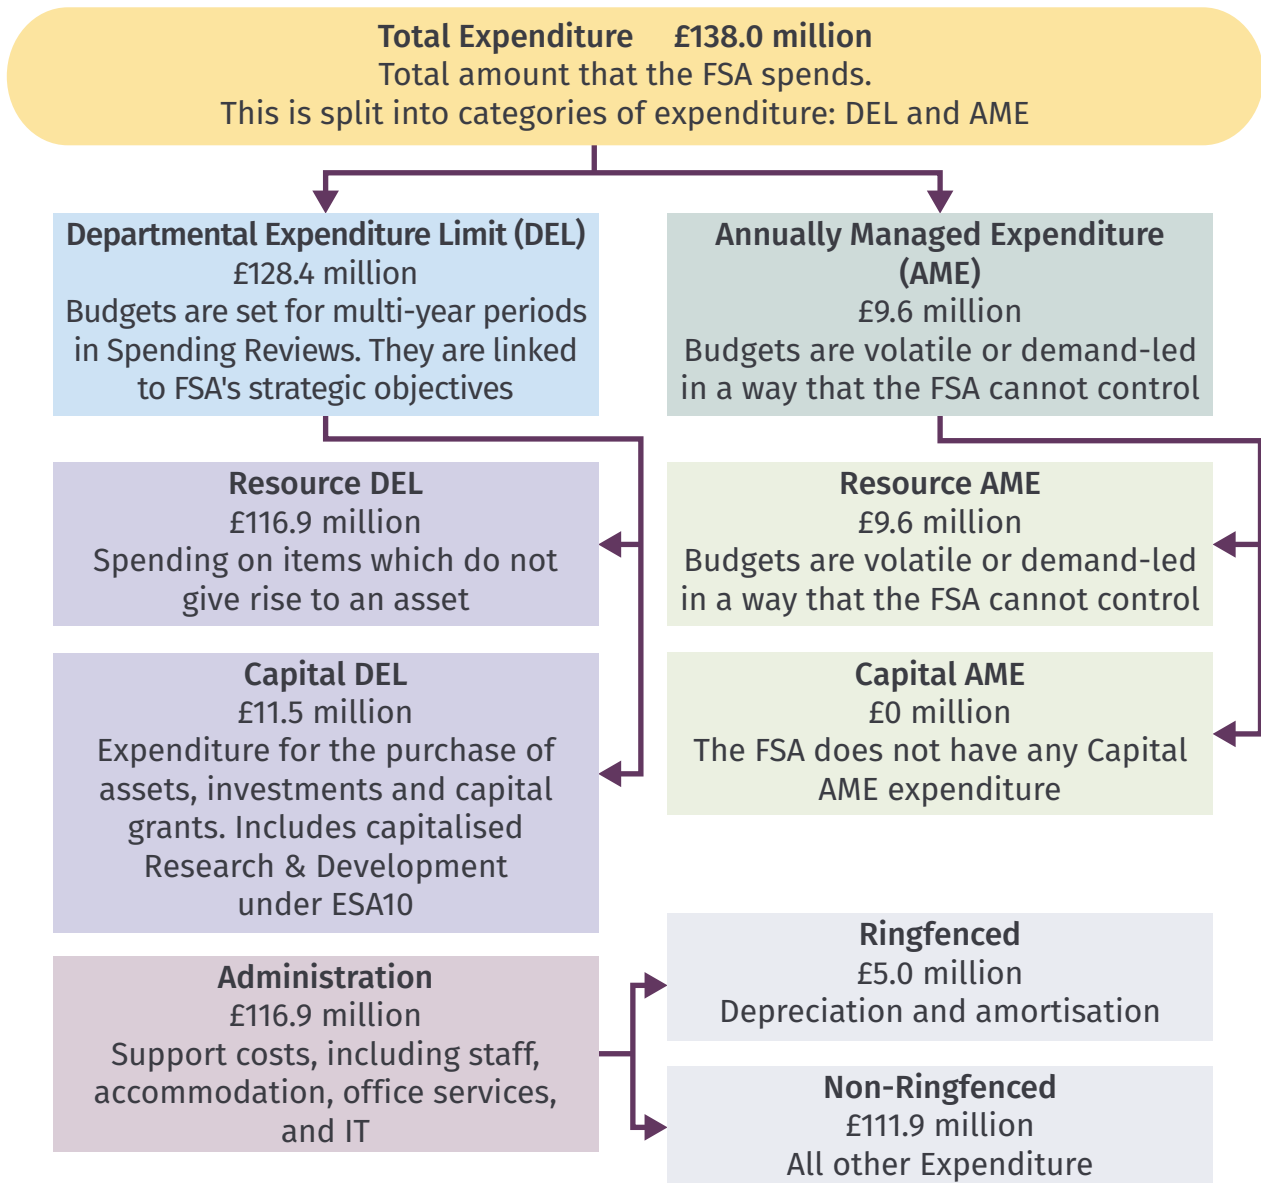 Total Expenditure £138.0 million
Total amount that the FSA spends.
This is split into categories of expenditure: DEL and AME
Departmental Expenditure Limit (DEL)
£128.4 million
Budgets are set for multi-year periods
in Spending Reviews. They are linked
to FSA's strategic objectives
Annually Managed Expenditure
(AME)
£9.6 million
Budgets are volatile or demand-led
in a way that the FSA cannot control
Resource DEL
£116.9 million
Spending on items which do not
give rise to an asset
Resource AME
£9.6 million
Budgets are volatile or demand-led
in a way that the FSA cannot control
Capital DEL
£11.5 million
Expenditure for the purchase of
assets, investments and capital
grants. Includes capitalised
Research & Development
under ESA10
Capital AME
£0 million
The FSA does not have any Capital
AME expenditure
Administration
£116.9 million
Support costs, including staff,
accommodation, office services,
and IT
Ringfenced
£5.0 million
Depreciation and amortisation
Non-Ringfenced
£111.9 million
All other Expenditure